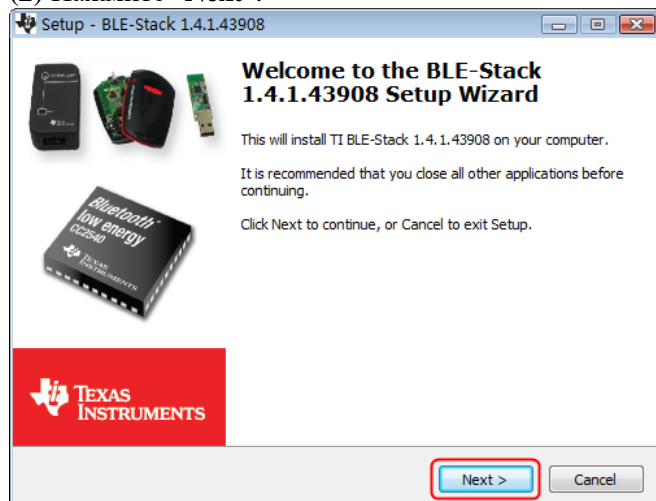 Setup - BLE-Stack 1.4.1.43908
Welcome to the BLE-Stack
1.4.1.43908 Setup Wizard
This will install TI BLE-Stack 1.4.1.43908 on your computer.
It is recommended that you close all other applications before
continuing.
Click Next to continue, or Cancel to exit Setup.
Bluetooth®
low energy
CC2540
TEXAS
INSTRUMENTS
TEXAS
INSTRUMENTS
Next >
Cancel